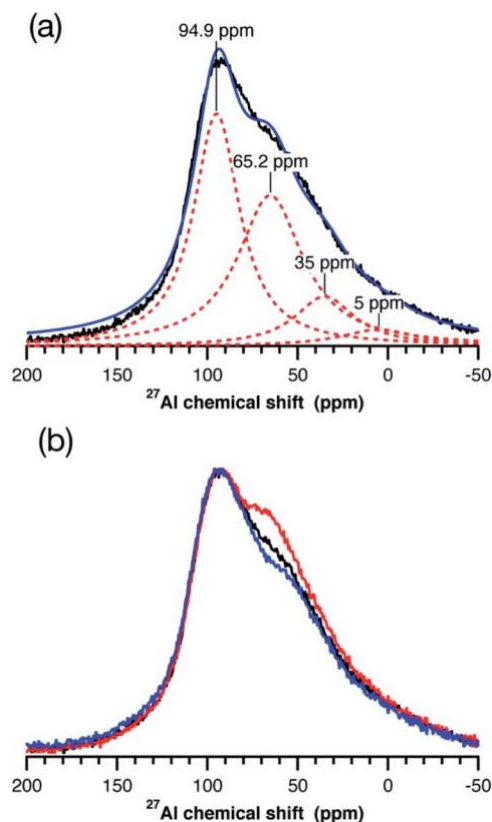 (a)
94.9 ppm
65.2 ppm
35 ppm
5 ppm
200 150 100 50 0 -50
²⁷Al chemical shift (ppm)
(b)
200 150 100 50 0 -50
²⁷Al chemical shift (ppm)